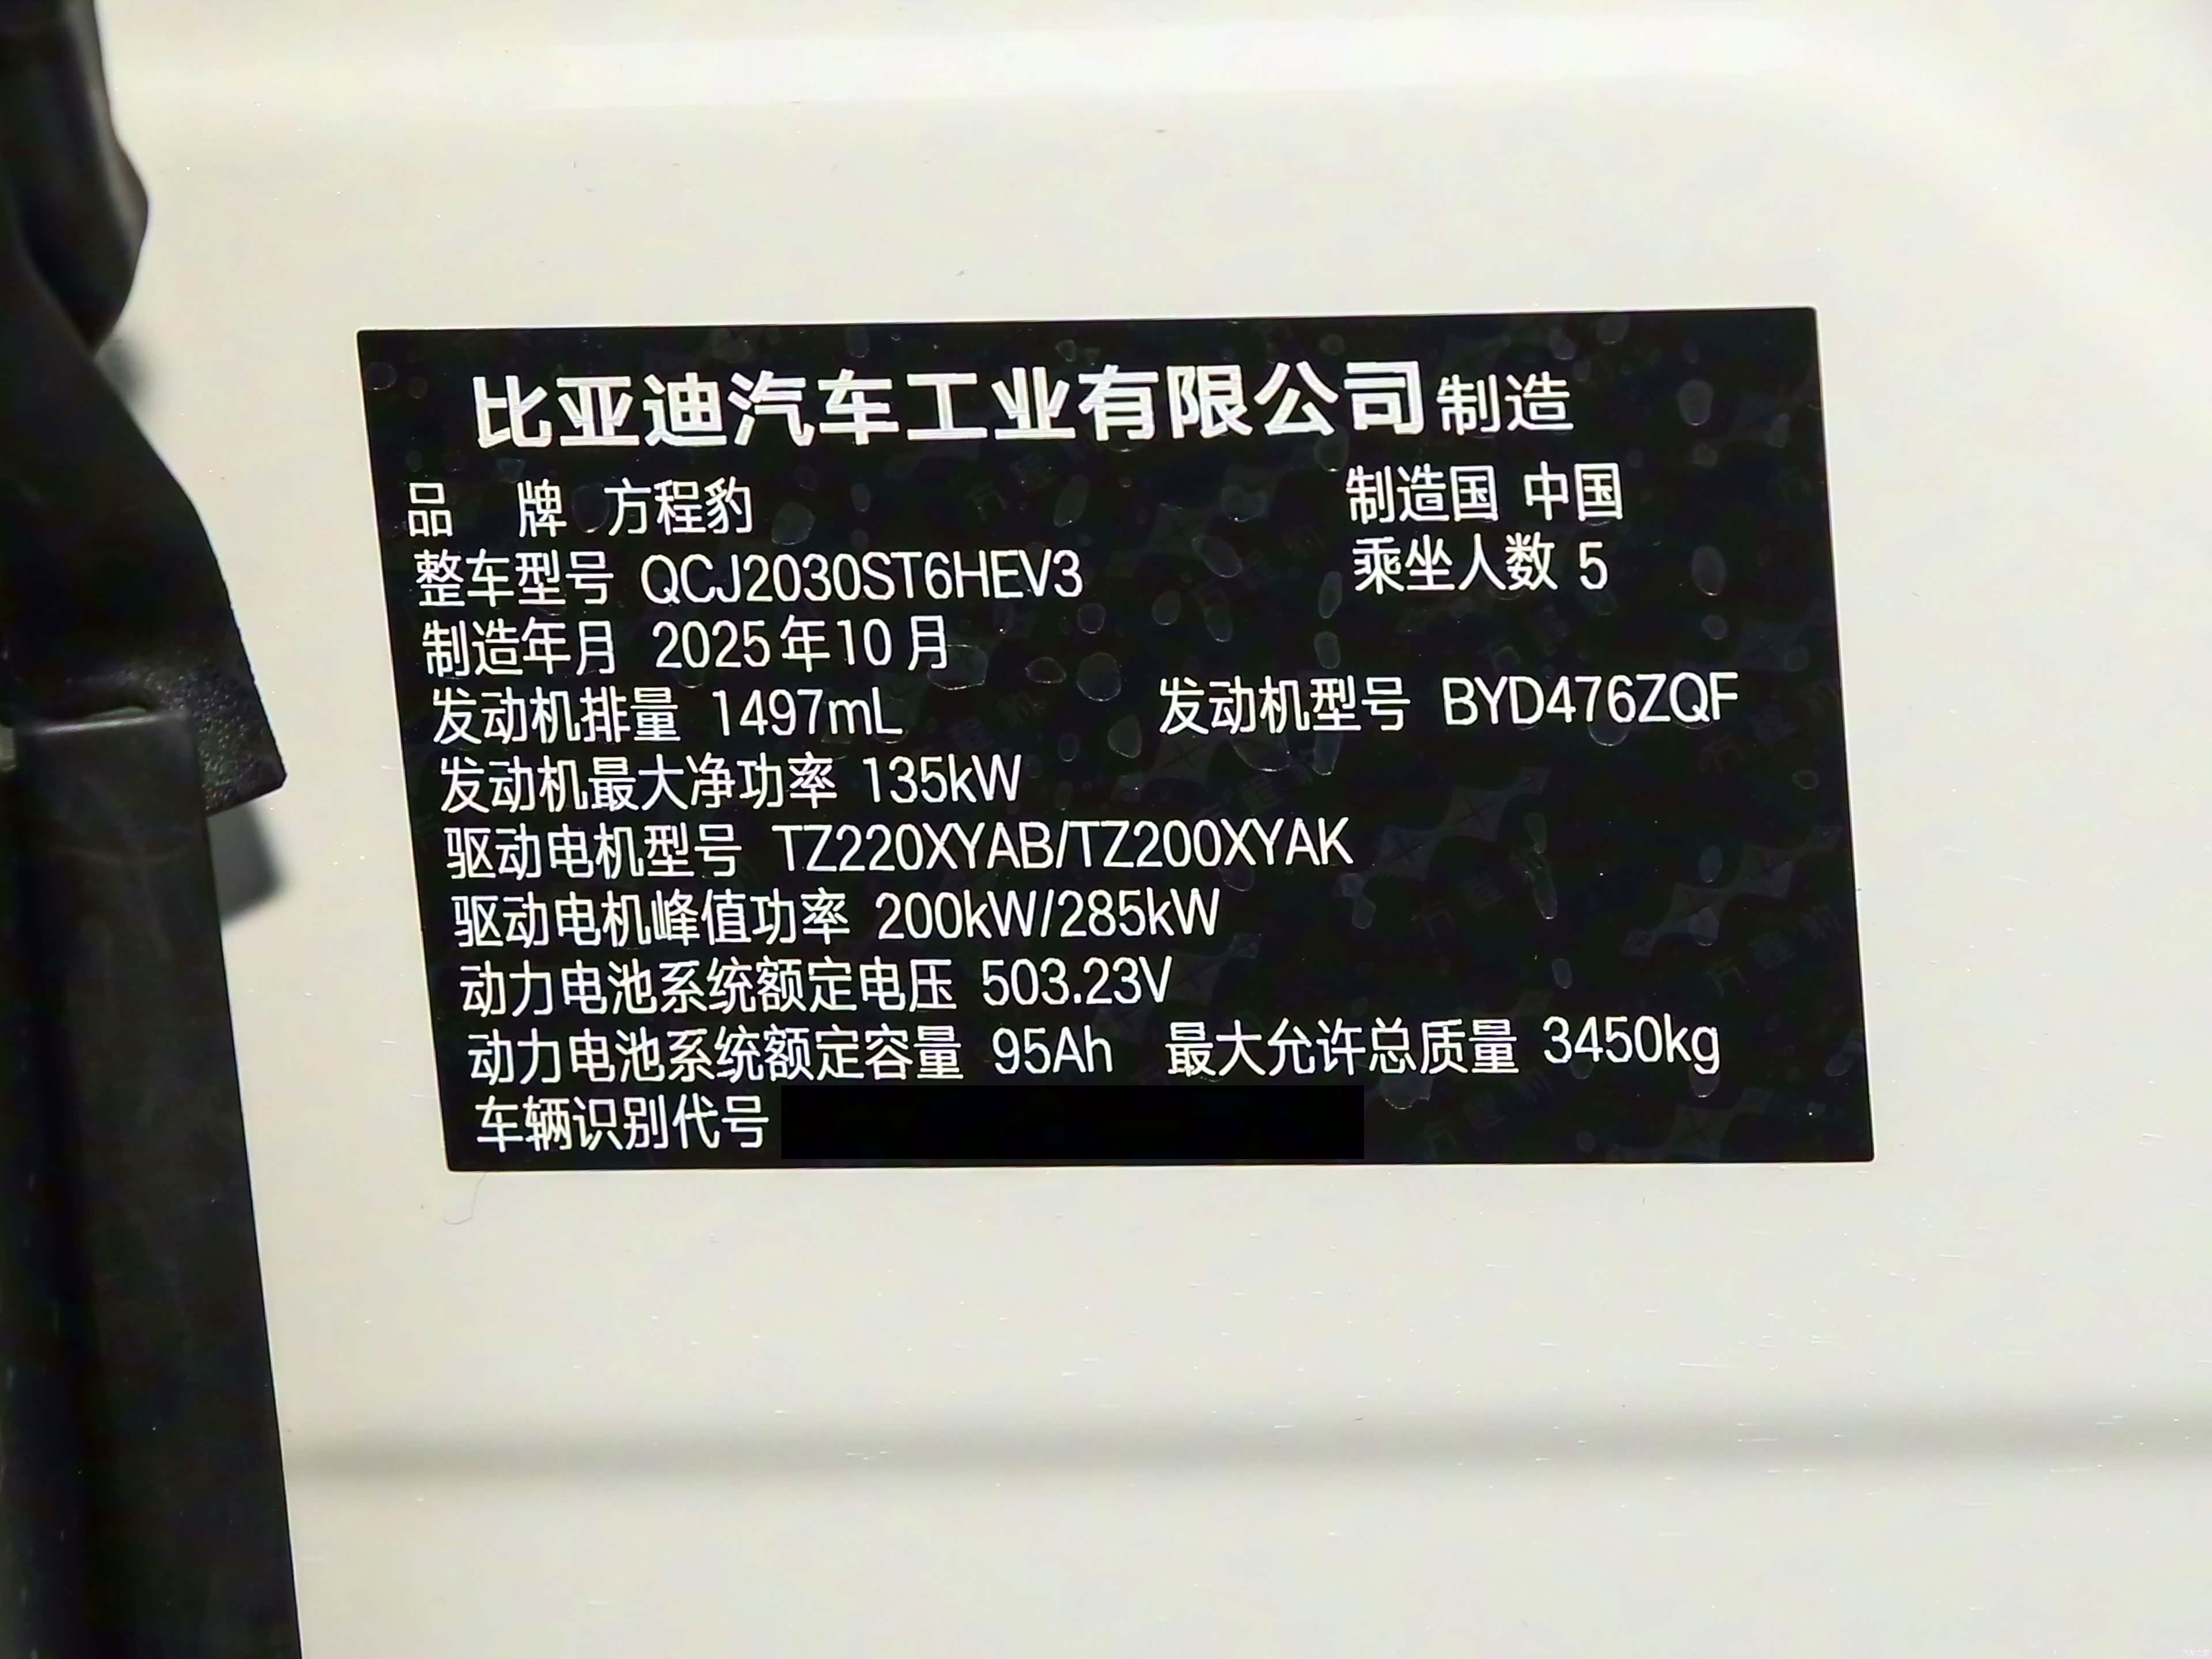 比亚迪汽车工业有限公司制造
品 牌 方程豹 制造国 中国
整车型号 QCJ2030ST6HEV3 乘坐人数 5
制造年月 2025年10月
发动机排量 1497mL 发动机型号 BYD476ZQF
发动机最大净功率 135kW
驱动电机型号 TZ220XYAB/TZ200XYAK
驱动电机峰值功率 200kW/285kW
动力电池系统额定电压 503.23V
动力电池系统额定容量 95Ah 最大允许总质量 3450kg
车辆识别代号